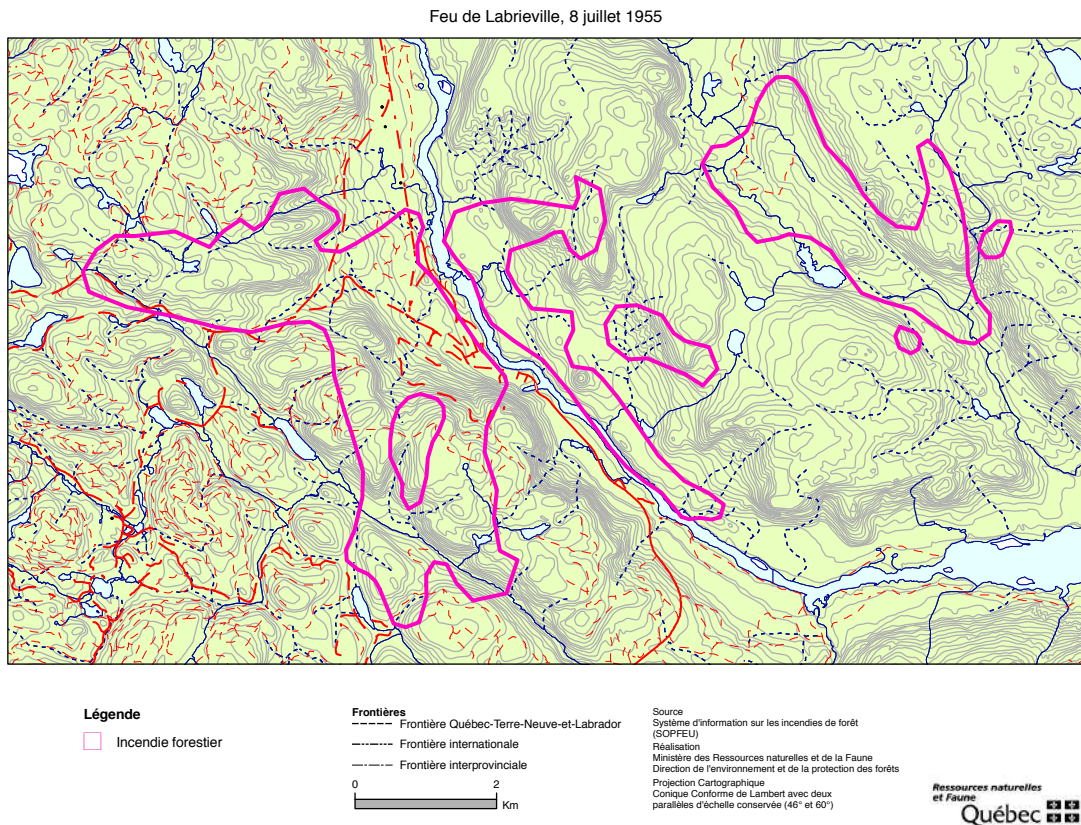 Feu de Labrieville, 8 juillet 1955
Légende
Incendie forestier
Frontières
Frontière Québec-Terre-Neuve-et-Labrador
Frontière internationale
Frontière interprovinciale
0 2
Km
Source
Système d'information sur les incendies de forêt
(SOPFEU)
Réalisation
Ministère des Ressources naturelles et de la Faune
Direction de l'environnement et de la protection des forêts
Projection Cartographique
Conique Conforme de Lambert avec deux
parallèles d'échelle conservée (46° et 60°)
Ressources naturelles
et Faune
Québec